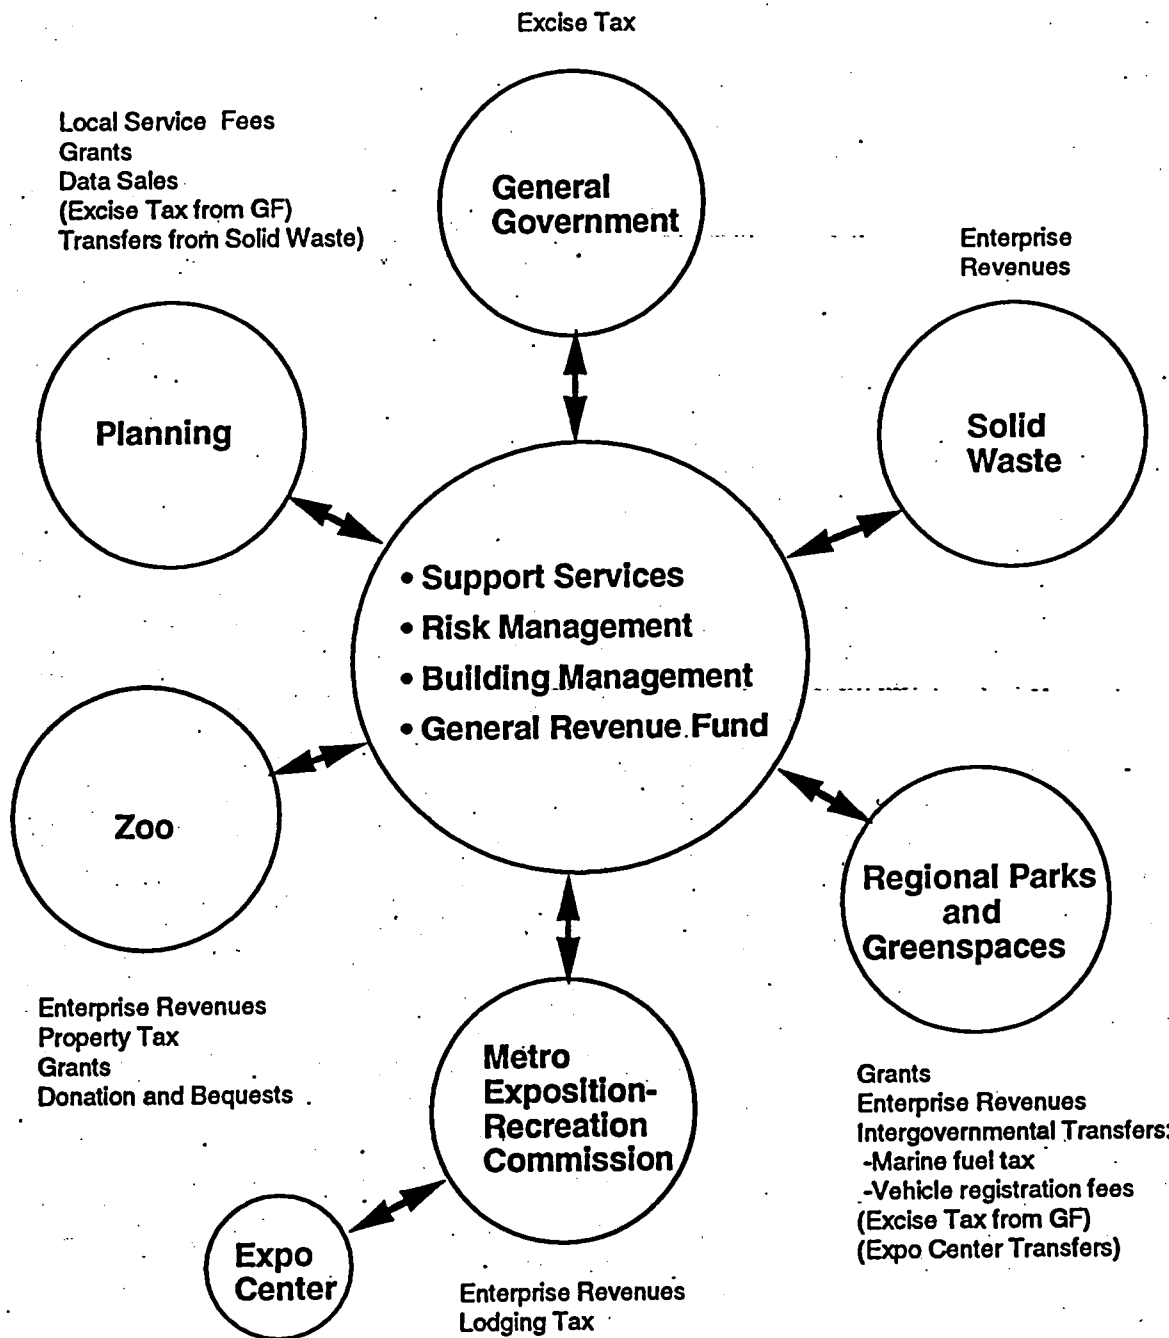 Excise Tax
Local Service Fees
Grants
Data Sales
(Excise Tax from GF)
Transfers from Solid Waste)
General
Government
Enterprise
Revenues
Planning
Solid
Waste
• Support Services
• Risk Management
• Building Management
• General Revenue Fund
Zoo
Regional Parks
and
Greenspaces
Enterprise Revenues
Property Tax
Grants
Donation and Bequests
Metro
Exposition-
Recreation
Commission
Grants
Enterprise Revenues
Intergovernmental Transfers:
-Marine fuel tax
-Vehicle registration fees
(Excise Tax from GF)
(Expo Center Transfers)
Expo
Center
Enterprise Revenues
Lodging Tax